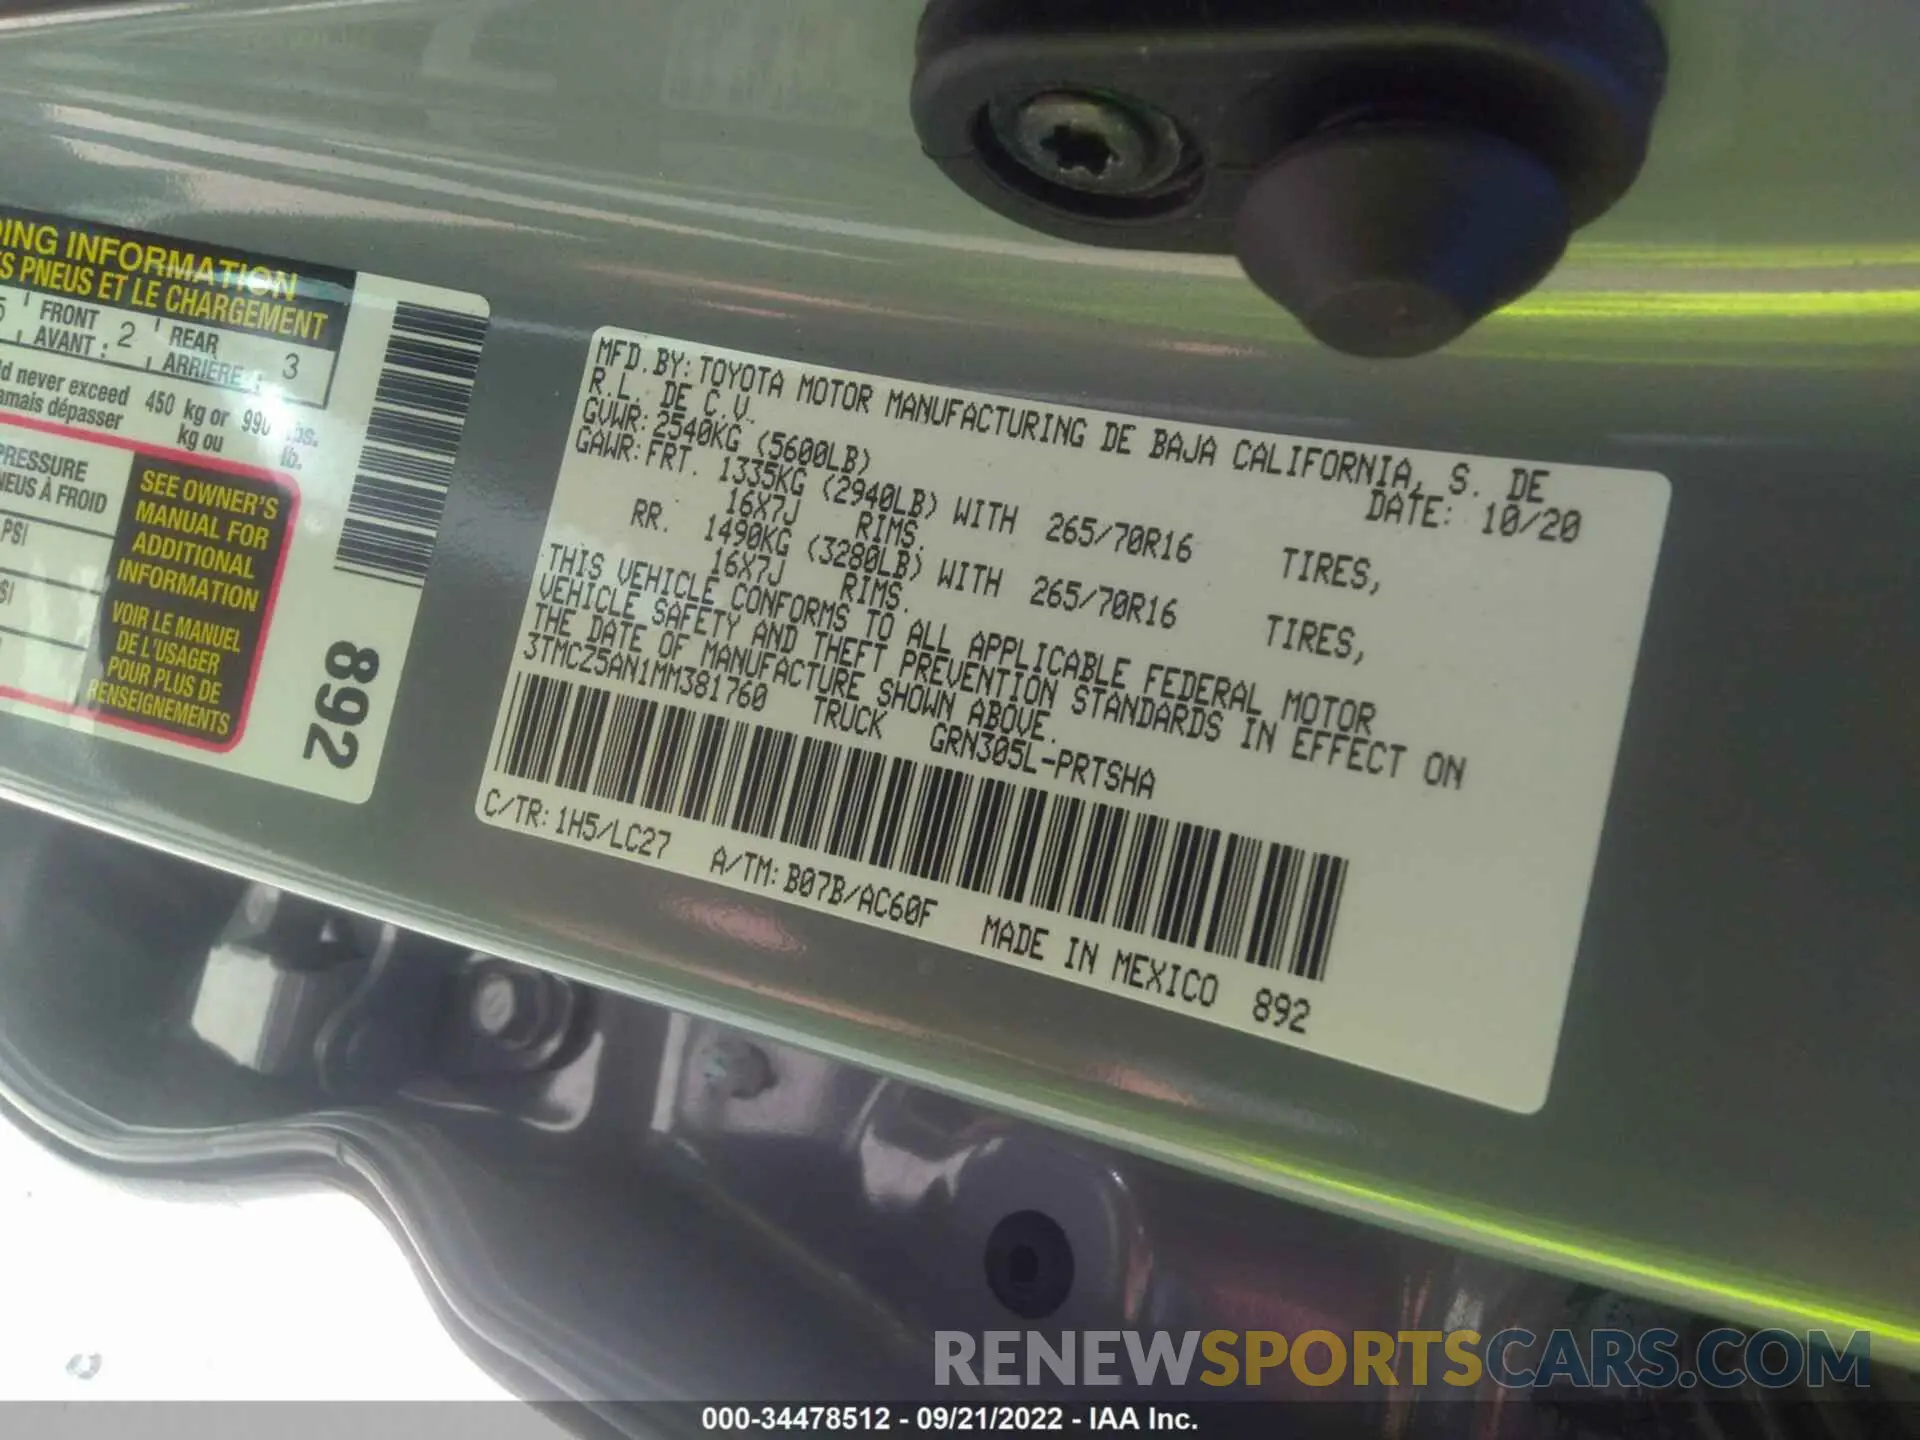 ING INFORMATION
S PNEUS ET LE CHARGEMENT
5 FRONT 2 REAR 3
AVANT : ARRIÈRE :
d never exceed 450 kg or 990 lbs.
amais dépasser kg ou lb.
PRESSURE
NEUS À FROID
PSI
SI
SEE OWNER'S
MANUAL FOR
ADDITIONAL
INFORMATION
VOIR LE MANUEL
DE L'USAGER
POUR PLUS DE
RENSEIGNEMENTS
892
MFD. BY: TOYOTA MOTOR MANUFACTURING DE BAJA CALIFORNIA, S. DE
R.L. DE C.V. DATE: 10/20
GVWR: 2540KG (5600LB)
GAWR: FRT. 1335KG (2940LB) WITH 265/70R16 TIRES,
16X7J RIMS.
RR. 1490KG (3280LB) WITH 265/70R16 TIRES,
16X7J RIMS.
THIS VEHICLE CONFORMS TO ALL APPLICABLE FEDERAL MOTOR
VEHICLE SAFETY AND THEFT PREVENTION STANDARDS IN EFFECT ON
THE DATE OF MANUFACTURE SHOWN ABOVE.
3TMCZ5AN1MM381760 TRUCK GRN305L-PRTSHA
C/TR: 1H5/LC27 A/TM: B07B/AC60F MADE IN MEXICO 892
RENEWSPORTSCARS.COM
000-34478512 - 09/21/2022 - IAA Inc.